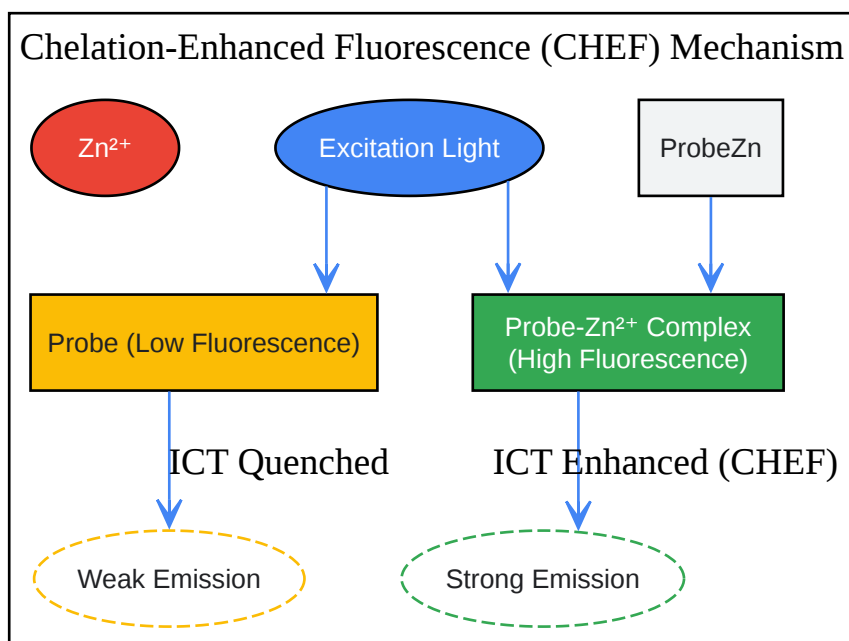 Chelation-Enhanced Fluorescence (CHEF) Mechanism
Zn²⁺
Excitation Light
ProbeZn
Probe (Low Fluorescence)
Probe-Zn²⁺ Complex
(High Fluorescence)
ICT Quenched
ICT Enhanced (CHEF)
Weak Emission
Strong Emission